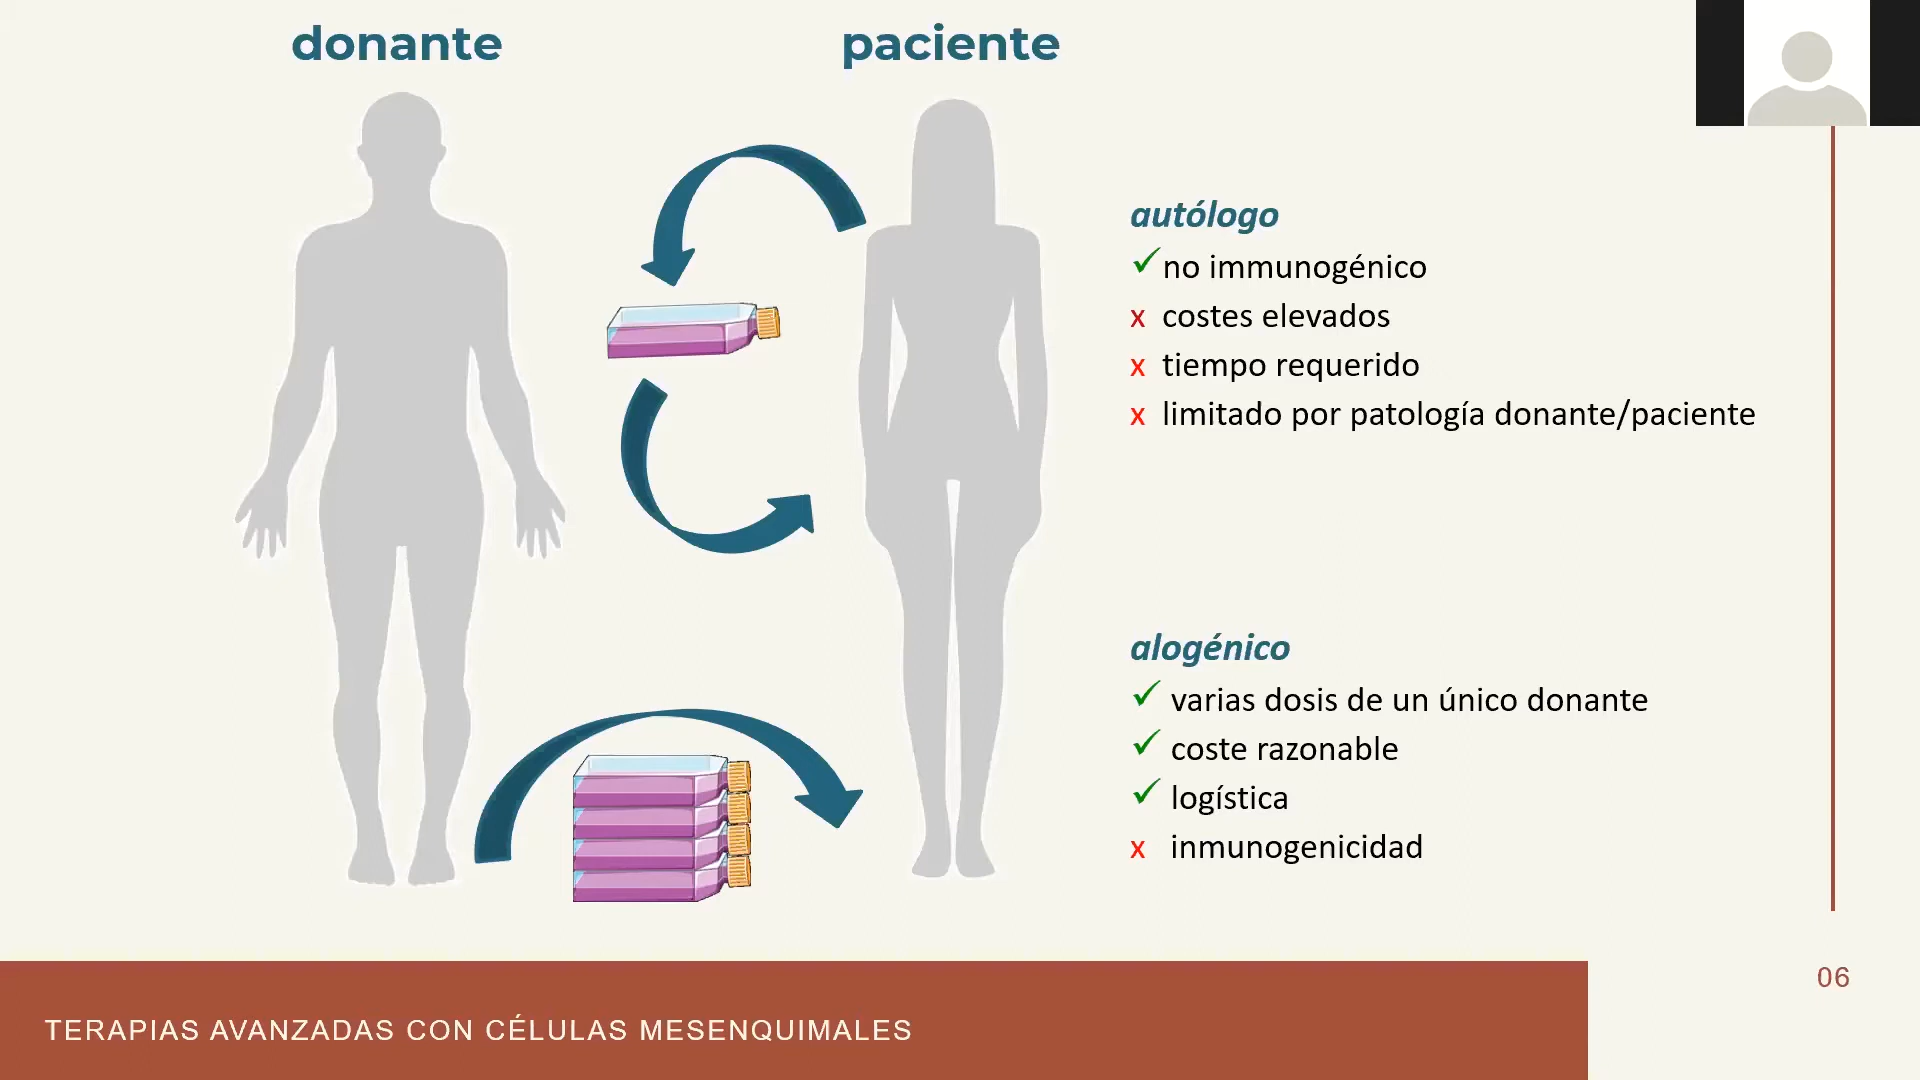 donante
paciente
autólogo
✓no immunogénico
x costes elevados
x tiempo requerido
x limitado por patología donante/paciente
alogénico
✓ varias dosis de un único donante
✓ coste razonable
✓ logística
x inmunogenicidad
06
TERAPIAS AVANZADAS CON CÉLULAS MESENQUIMALES